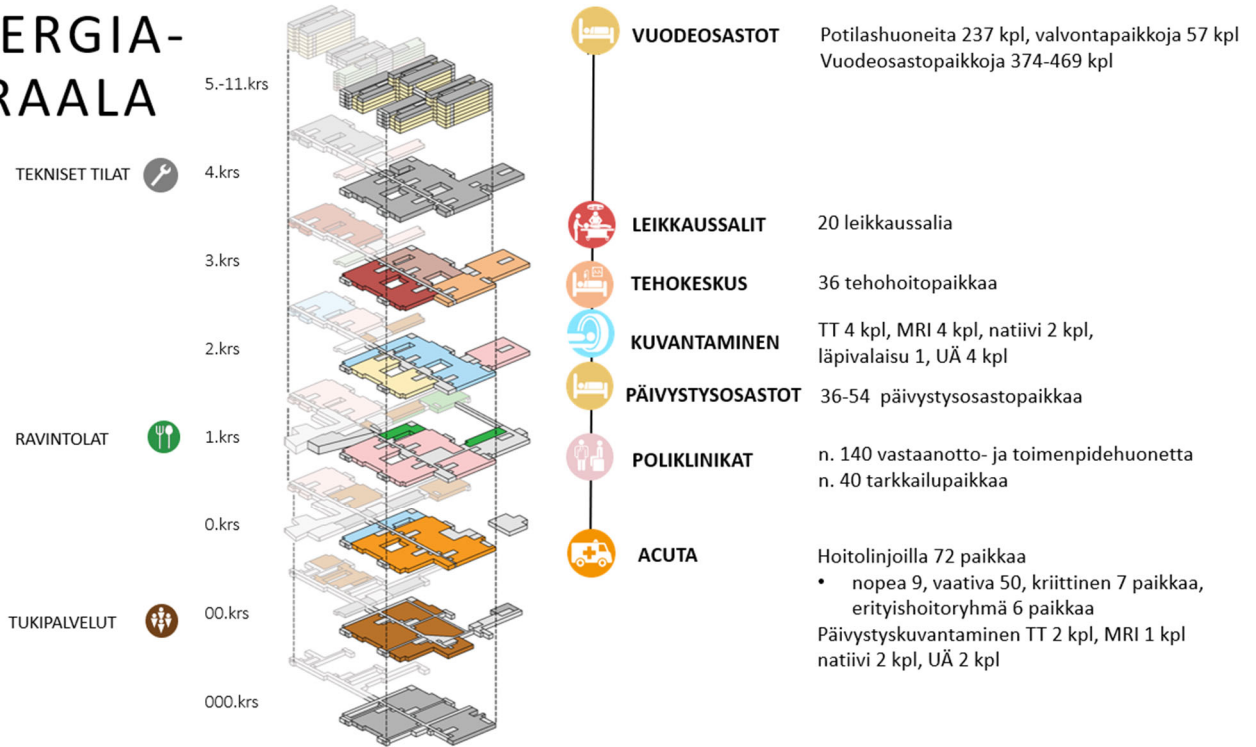 ERGIA-
RAALA
5.-11.krs
TEKNISET TILAT
4.krs
3.krs
2.krs
RAVINTOLAT
1.krs
0.krs
TUKIPALVELUT
00.krs
000.krs
VUODEOSASTOT
Potilashuoneita 237 kpl, valvontapaikkoja 57 kpl
Vuodeosastopaikkoja 374-469 kpl
LEIKKAUSSALIT
20 leikkaussalia
TEHOKESKUS
36 tehohoitopaikkaa
KUVANTAMINEN
TT 4 kpl, MRI 4 kpl, natiivi 2 kpl,
läpivalaisu 1, UÄ 4 kpl
PÄIVYSTYSOSASTOT
36-54 päivystysosastopaikkaa
POLIKLINIKAT
n. 140 vastaanotto- ja toimenpidehuonetta
n. 40 tarkkailupaikkaa
ACUTA
Hoitolinjoilla 72 paikkaa
• nopea 9, vaativa 50, kriittinen 7 paikkaa,
erityishoitoryhmä 6 paikkaa
Päivystyskuvantaminen TT 2 kpl, MRI 1 kpl
natiivi 2 kpl, UÄ 2 kpl